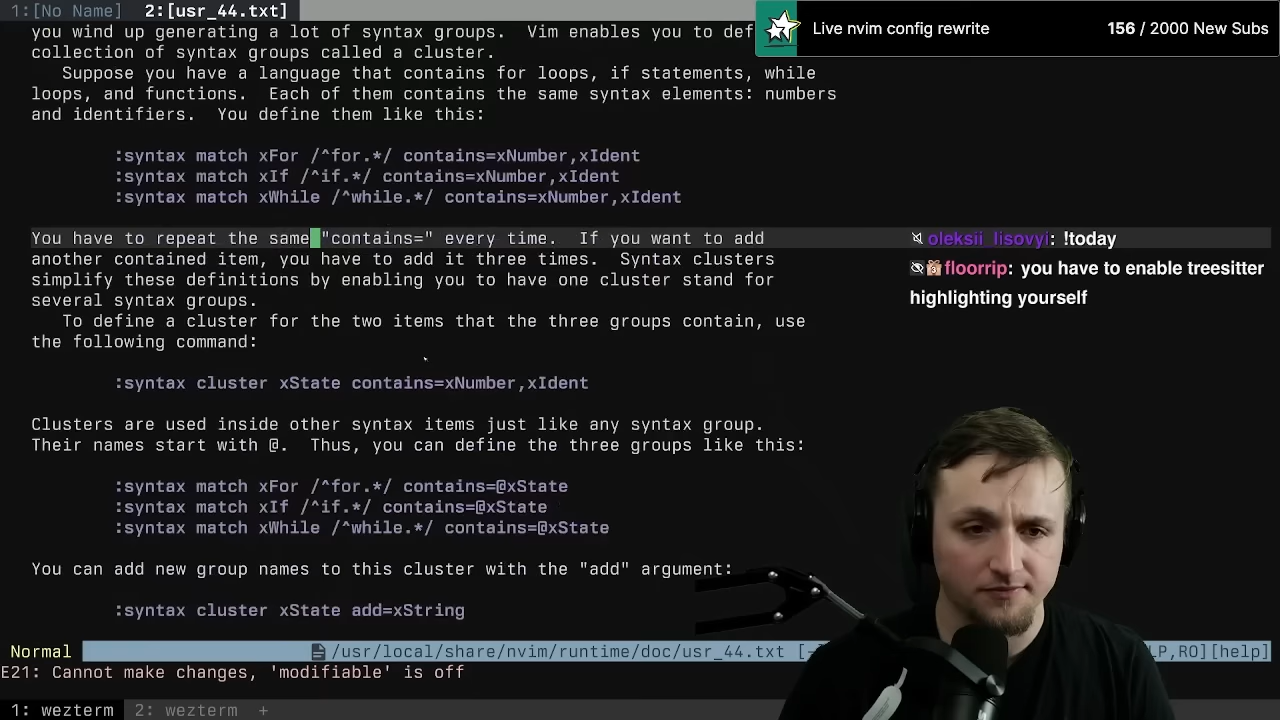 1:[No Name]  2:[usr_44.txt]
Live nvim config rewrite
156 / 2000 New Subs
you wind up generating a lot of syntax groups.  Vim enables you to def
collection of syntax groups called a cluster.
   Suppose you have a language that contains for loops, if statements, while
loops, and functions.  Each of them contains the same syntax elements: numbers
and identifiers.  You define them like this:
:syntax match xFor /^for.*/ contains=xNumber,xIdent
:syntax match xIf /^if.*/ contains=xNumber,xIdent
:syntax match xWhile /^while.*/ contains=xNumber,xIdent
You have to repeat the same "contains=" every time.  If you want to add
another contained item, you have to add it three times.  Syntax clusters
simplify these definitions by enabling you to have one cluster stand for
several syntax groups.
   To define a cluster for the two items that the three groups contain, use
the following command:
:syntax cluster xState contains=xNumber,xIdent
Clusters are used inside other syntax items just like any syntax group.
Their names start with @.  Thus, you can define the three groups like this:
:syntax match xFor /^for.*/ contains=@xState
:syntax match xIf /^if.*/ contains=@xState
:syntax match xWhile /^while.*/ contains=@xState
You can add new group names to this cluster with the "add" argument:
:syntax cluster xState add=xString
oleksii_lisovyi: !today
floorrip: you have to enable treesitter
highlighting yourself
Normal  /usr/local/share/nvim/runtime/doc/usr_44.txt [- LP,RO][help]
E21: Cannot make changes, 'modifiable' is off
1: wezterm  2: wezterm  +